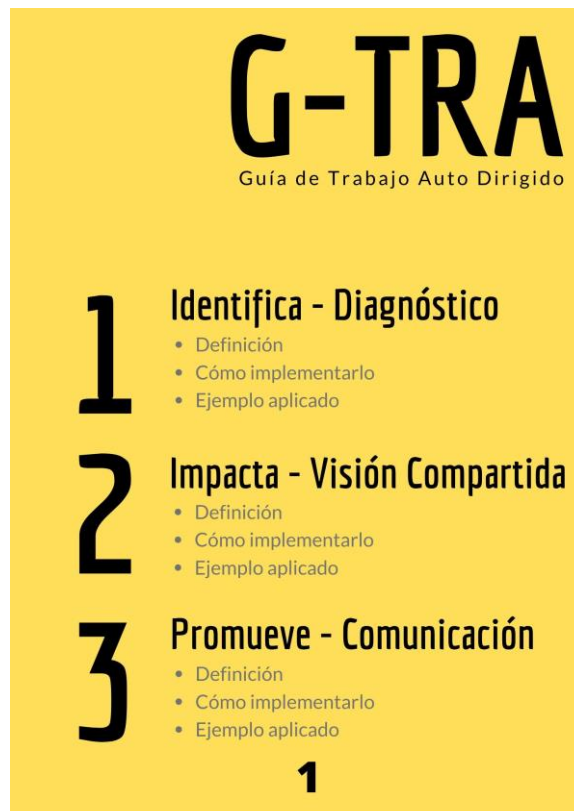 G-TRA
Guía de Trabajo Auto Dirigido
1
Identifica - Diagnóstico
• Definición
• Cómo implementarlo
• Ejemplo aplicado
2
Impacta - Visión Compartida
• Definición
• Cómo implementarlo
• Ejemplo aplicado
3
Promueve - Comunicación
• Definición
• Cómo implementarlo
• Ejemplo aplicado
1